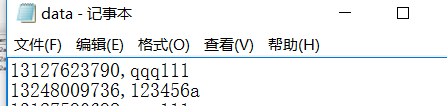 data - 记事本
文件(F) 编辑(E) 格式(O) 查看(V) 帮助(H)
13127623790,qqq111
13248009736,123456a